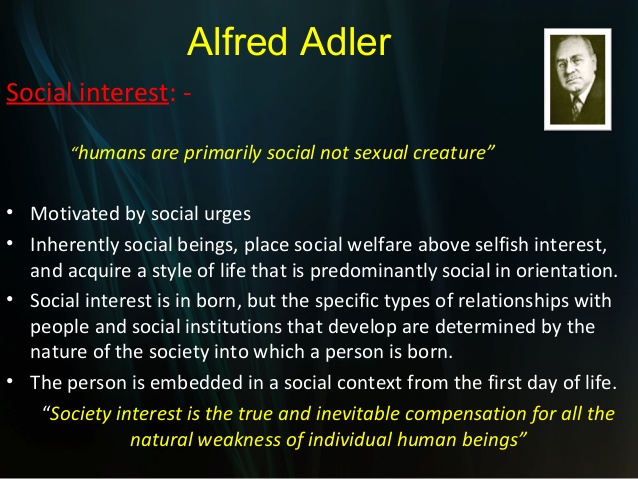 Alfred Adler
Social interest: -
“humans are primarily social not sexual creature”
• Motivated by social urges
• Inherently social beings, place social welfare above selfish interest,
and acquire a style of life that is predominantly social in orientation.
• Social interest is in born, but the specific types of relationships with
people and social institutions that develop are determined by the
nature of the society into which a person is born.
• The person is embedded in a social context from the first day of life.
“Society interest is the true and inevitable compensation for all the
natural weakness of individual human beings”